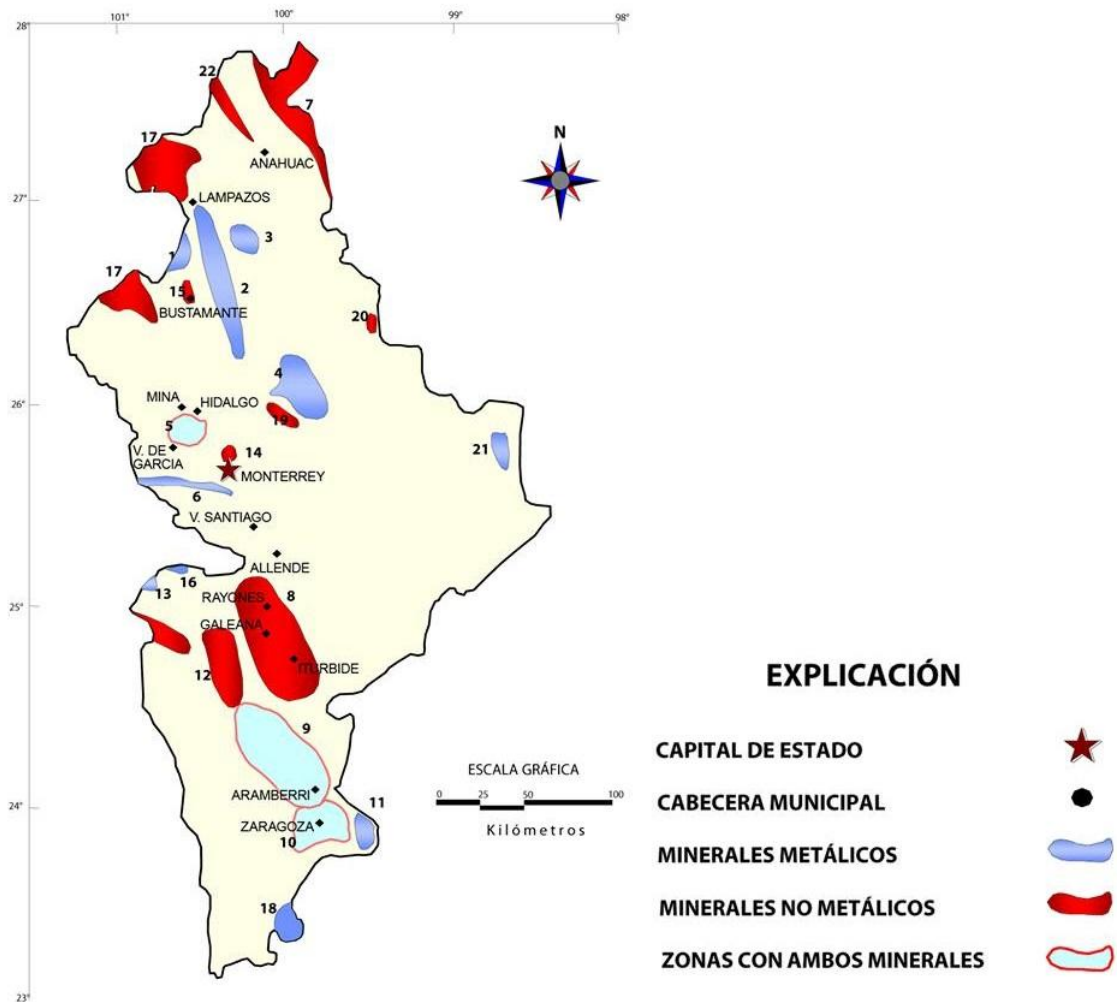 101°
100°
99°
98°
28°
22
7
N
17
ANAHUAC
27°
LAMPAZOS
3
1
17
15
2
BUSTAMANTE
20
4
26°
MINA
HIDALGO
5
19
V. DE
GARCIA
14
MONTERREY
21
6
V. SANTIAGO
ALLENDE
16
13
25°
RAYONES
8
GALEANA
ITURBIDE
12
EXPLICACIÓN
9
CAPITAL DE ESTADO
ESCALA GRÁFICA
ARAMBERRI
0 25 50 100
Kilómetros
CABECERA MUNICIPAL
24°
11
ZARAGOZA
10
MINERALES METÁLICOS
18
MINERALES NO METÁLICOS
ZONAS CON AMBOS MINERALES
23°